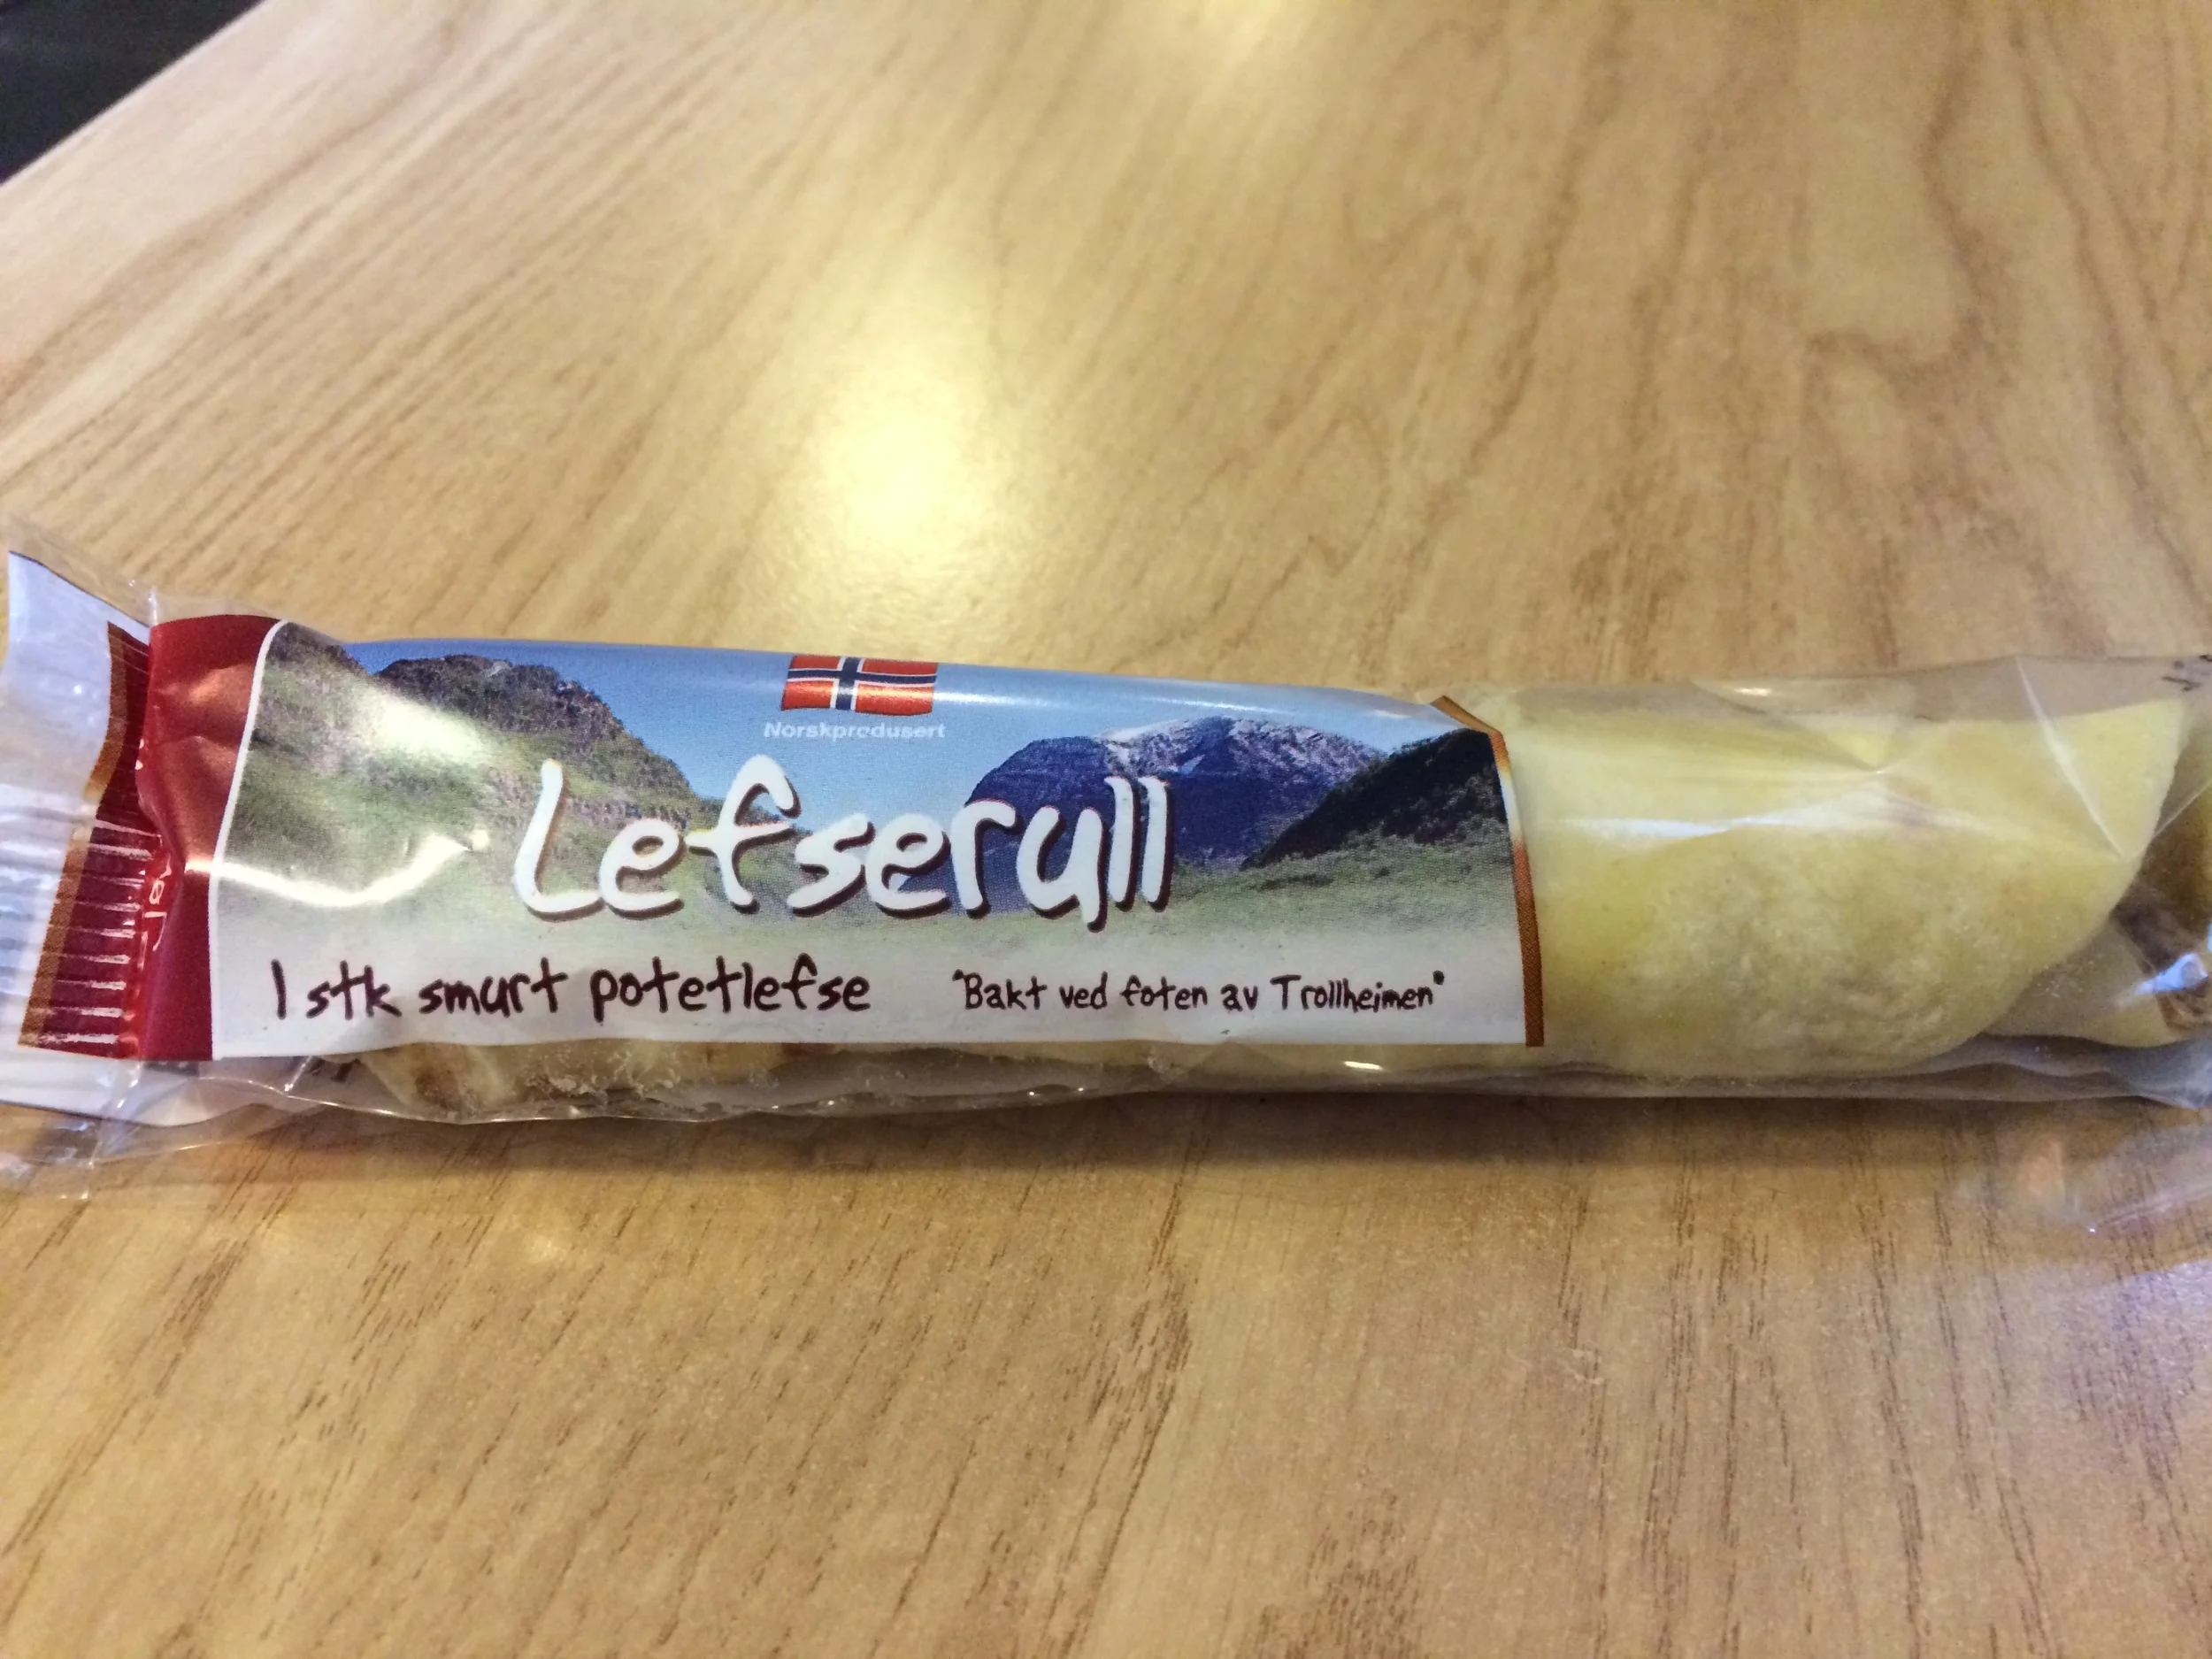 Norskprodusert
Lefserull
1 stk smurt potetlefse
"Bakt ved foten av Trollheimen"